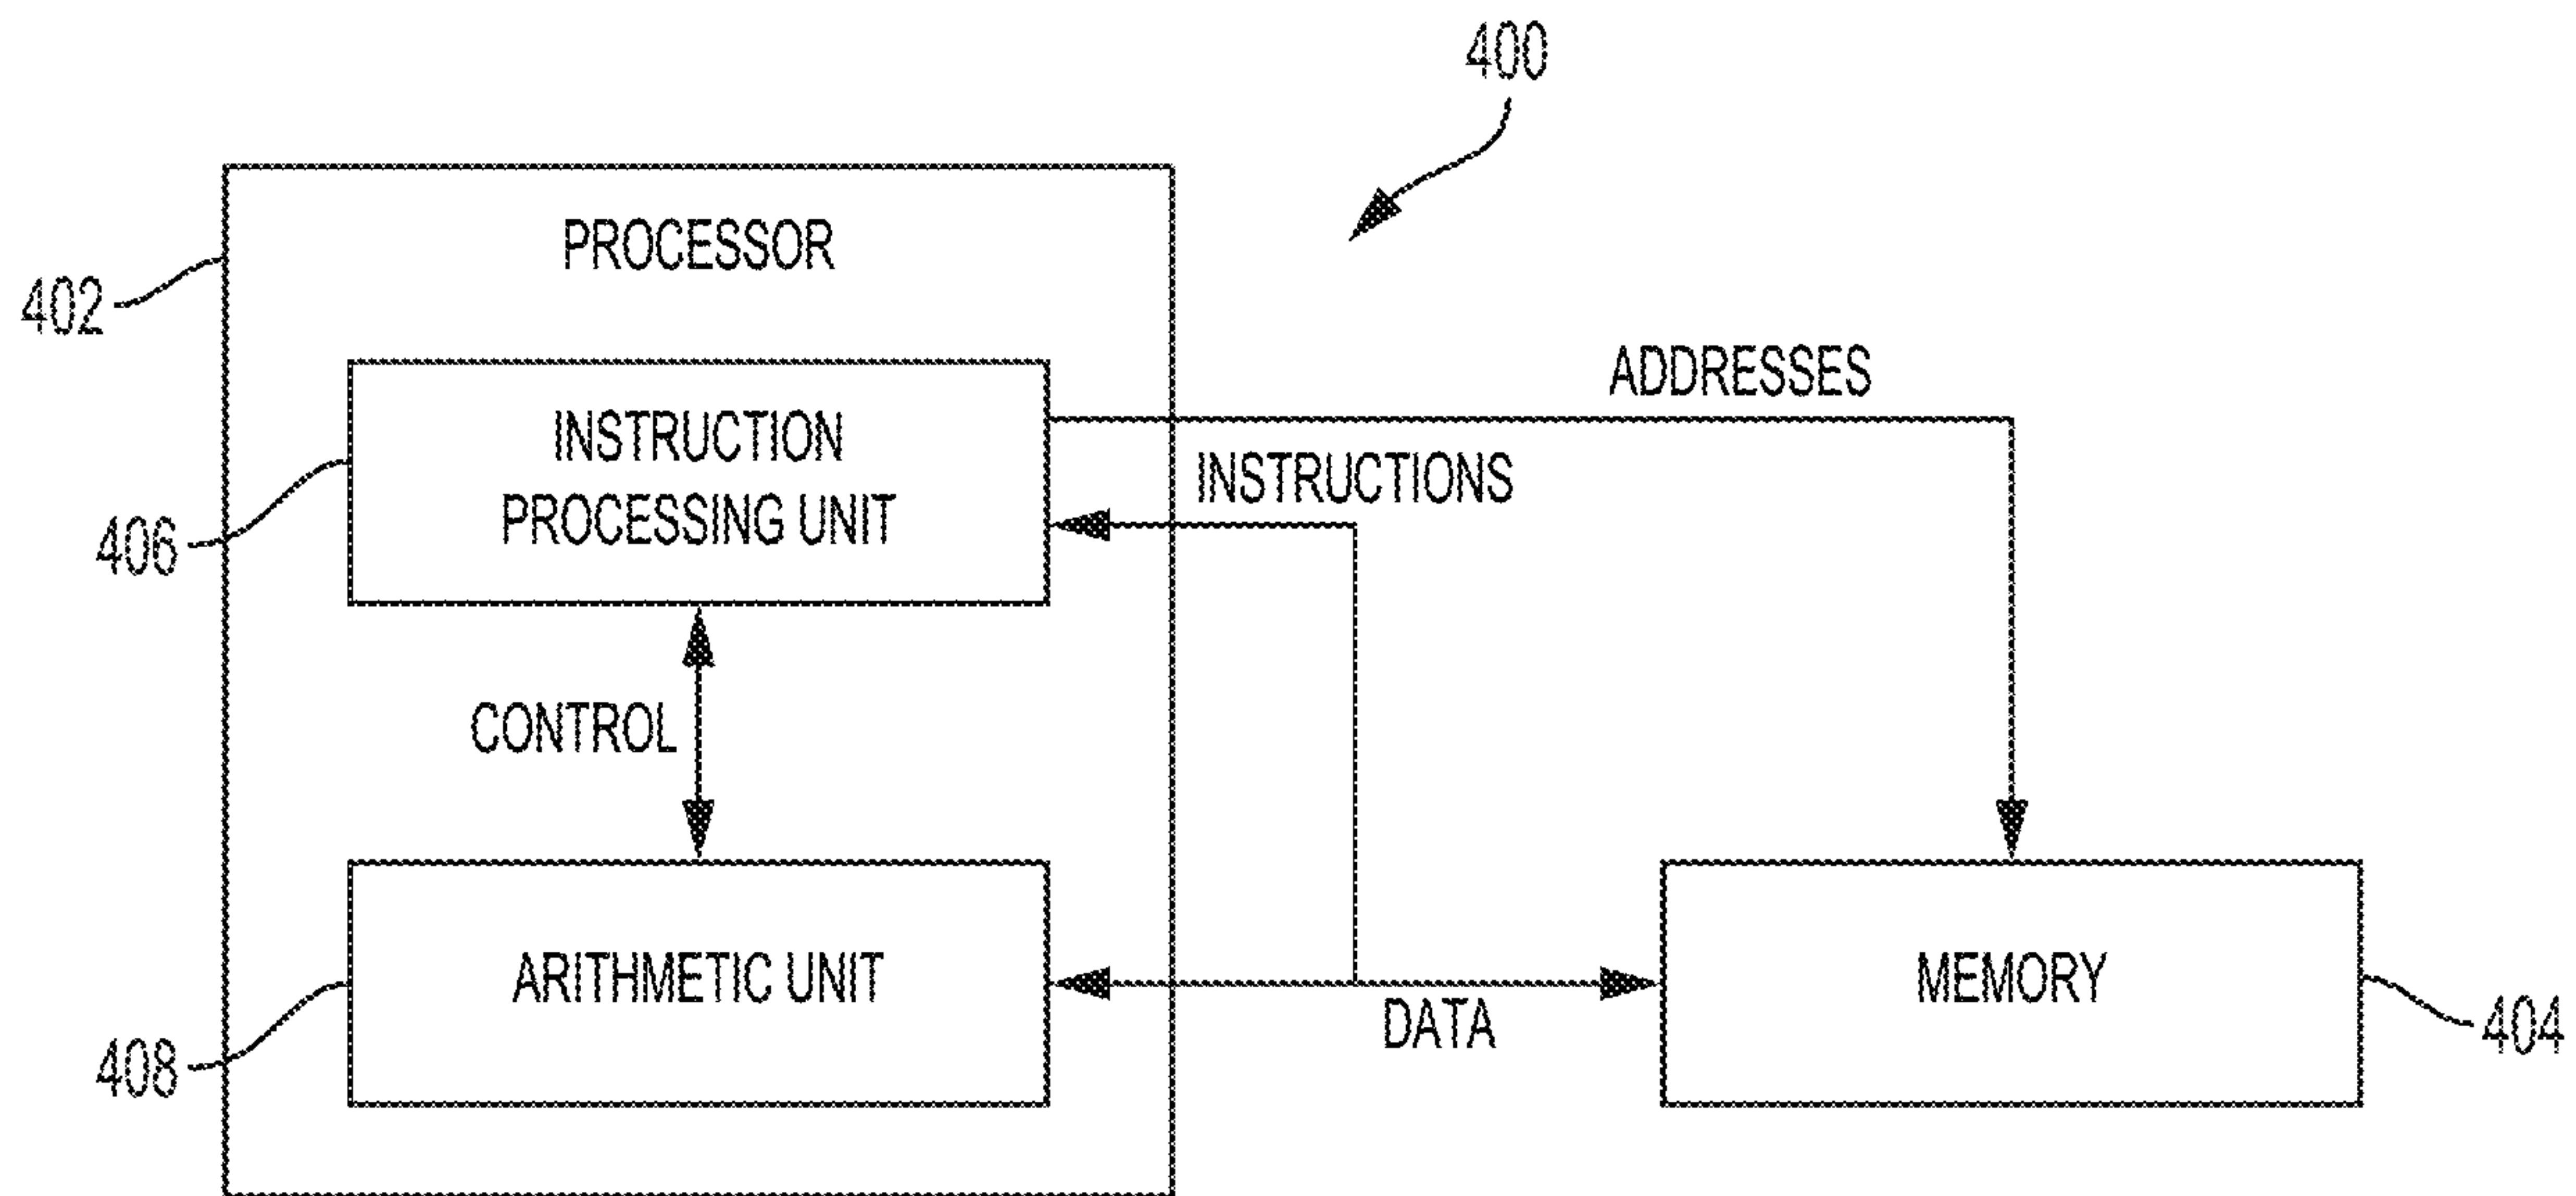 400
PROCESSOR
402
ADDRESSES
INSTRUCTION
PROCESSING UNIT
INSTRUCTIONS
406
CONTROL
ARITHMETIC UNIT
MEMORY
DATA
404
408